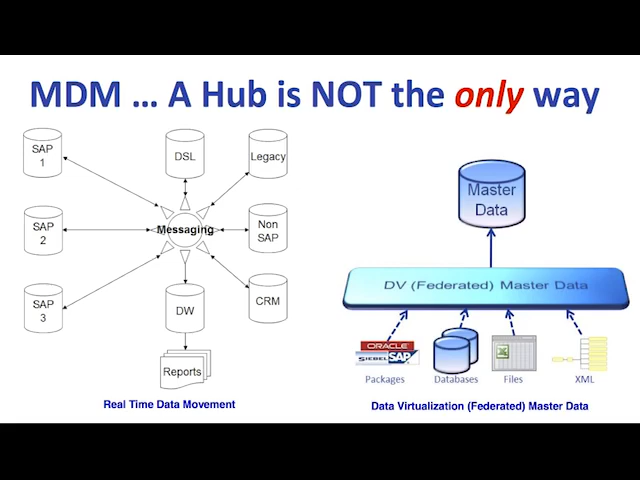 MDM ... A Hub is NOT the only way
SAP
1
DSL
Legacy
SAP
2
Messaging
Non
SAP
SAP
3
DW
CRM
Reports
Real Time Data Movement
Master
Data
DV (Federated) Master Data
ORACLE
SIEBEL
SAP
Packages
Databases
Files
XML
Data Virtualization (Federated) Master Data